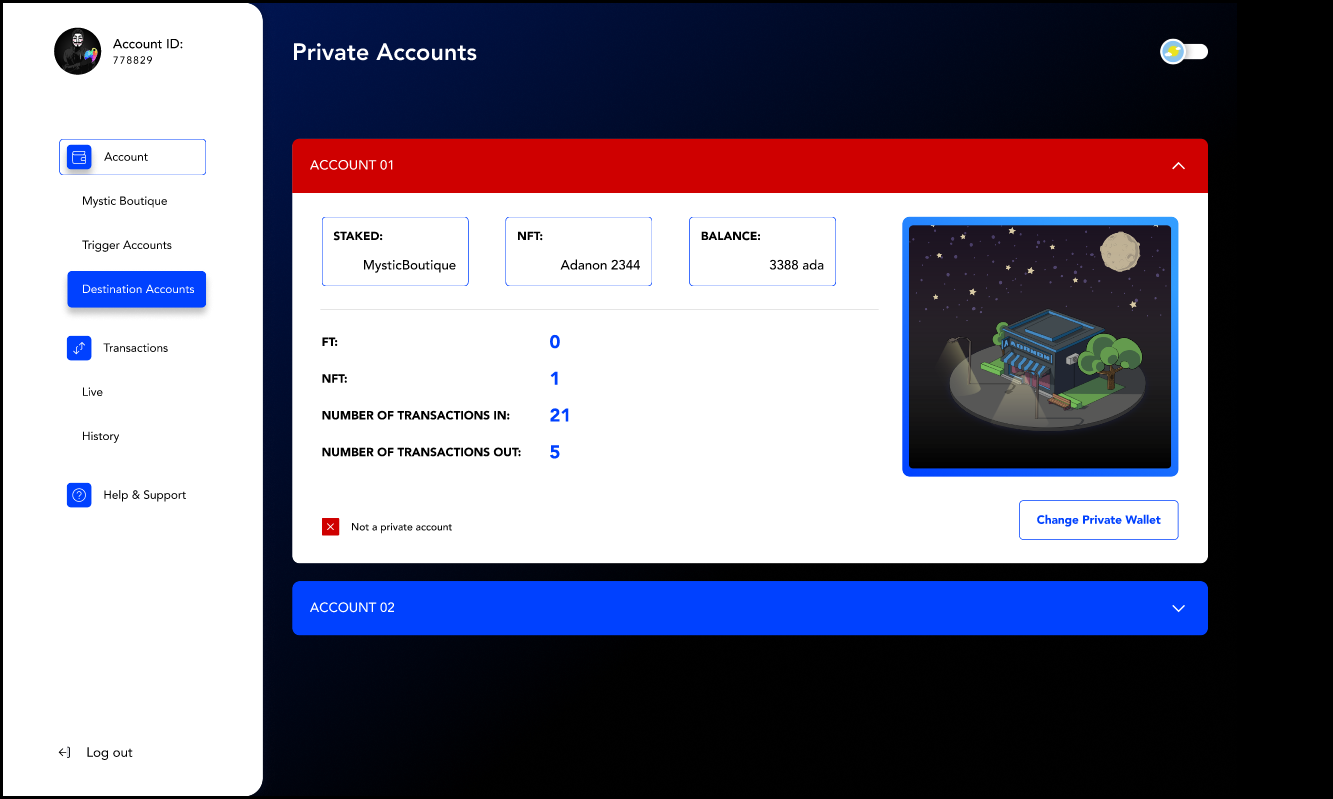 Account ID:
778829
Account
Mystic Boutique
Trigger Accounts
Destination Accounts
Transactions
Live
History
Help & Support
Log out
Private Accounts
ACCOUNT 01
STAKED:
MysticBoutique
NFT:
Adanon 2344
BALANCE:
3388 ada
FT: 0
NFT: 1
NUMBER OF TRANSACTIONS IN: 21
NUMBER OF TRANSACTIONS OUT: 5
Not a private account
Change Private Wallet
ACCOUNT 02